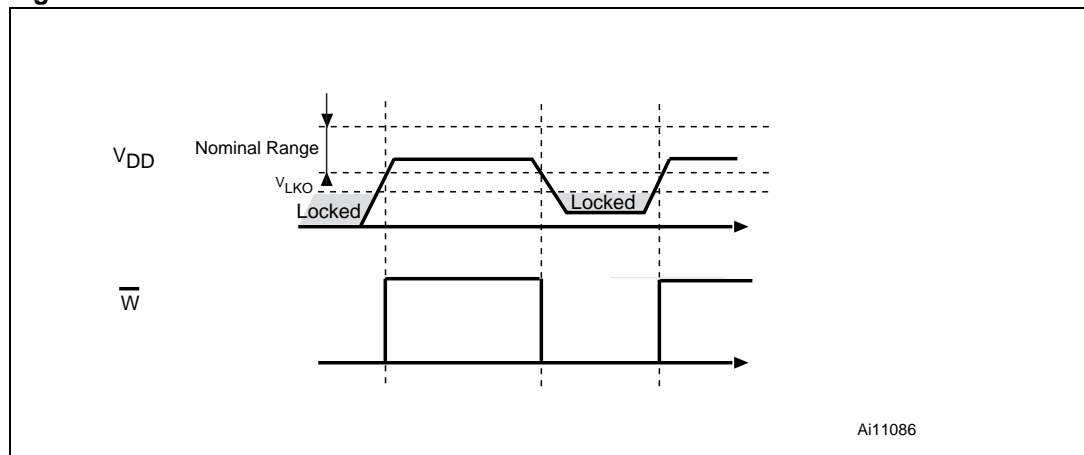 Nominal Range
VDD
VLKO
Locked
Locked
W
Ai11086